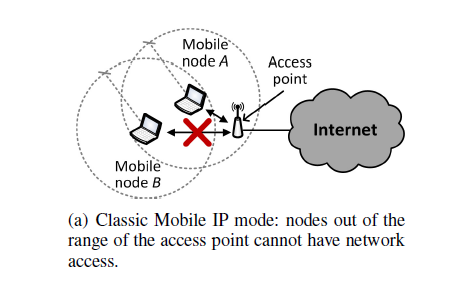 Mobile
node A
Access
point
Internet
Mobile
node B
(a) Classic Mobile IP mode: nodes out of the
range of the access point cannot have network
access.